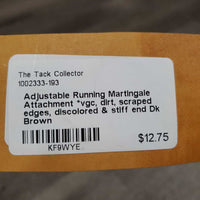 The Tack Collector
1002333-193
Adjustable Running Martingale
Attachment *vgc, dirt, scraped
edges, discolored & stiff end Dk
Brown
$12.75
KF9WYE